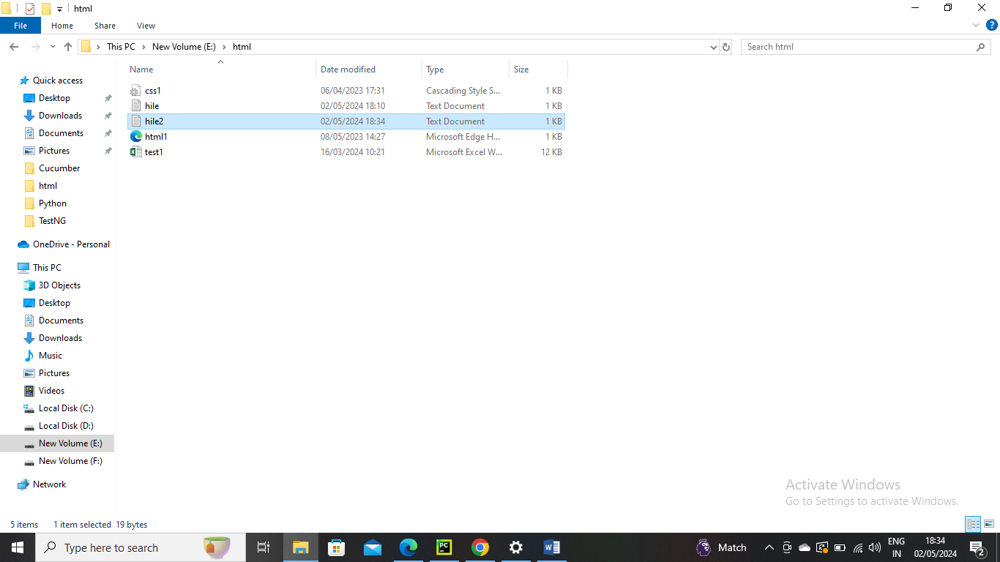 html
File Home Share View
This PC New Volume (E:) html Search html
Name Date modified Type Size
css1 06/04/2023 17:31 Cascading Style S... 1 KB
hile 02/05/2024 18:10 Text Document 1 KB
hile2 02/05/2024 18:34 Text Document 1 KB
html1 08/05/2023 14:27 Microsoft Edge H... 1 KB
test1 16/03/2024 10:21 Microsoft Excel W... 12 KB
Quick access
Desktop
Downloads
Documents
Pictures
Cucumber
html
Python
TestNG
OneDrive - Personal
This PC
3D Objects
Desktop
Documents
Downloads
Music
Pictures
Videos
Local Disk (C:)
Local Disk (D:)
New Volume (E:)
New Volume (F:)
Network
Activate Windows
Go to Settings to activate Windows.
5 items 1 item selected 19 bytes
Type here to search
PC
W
Match
ENG
IN
18:34
02/05/2024
2